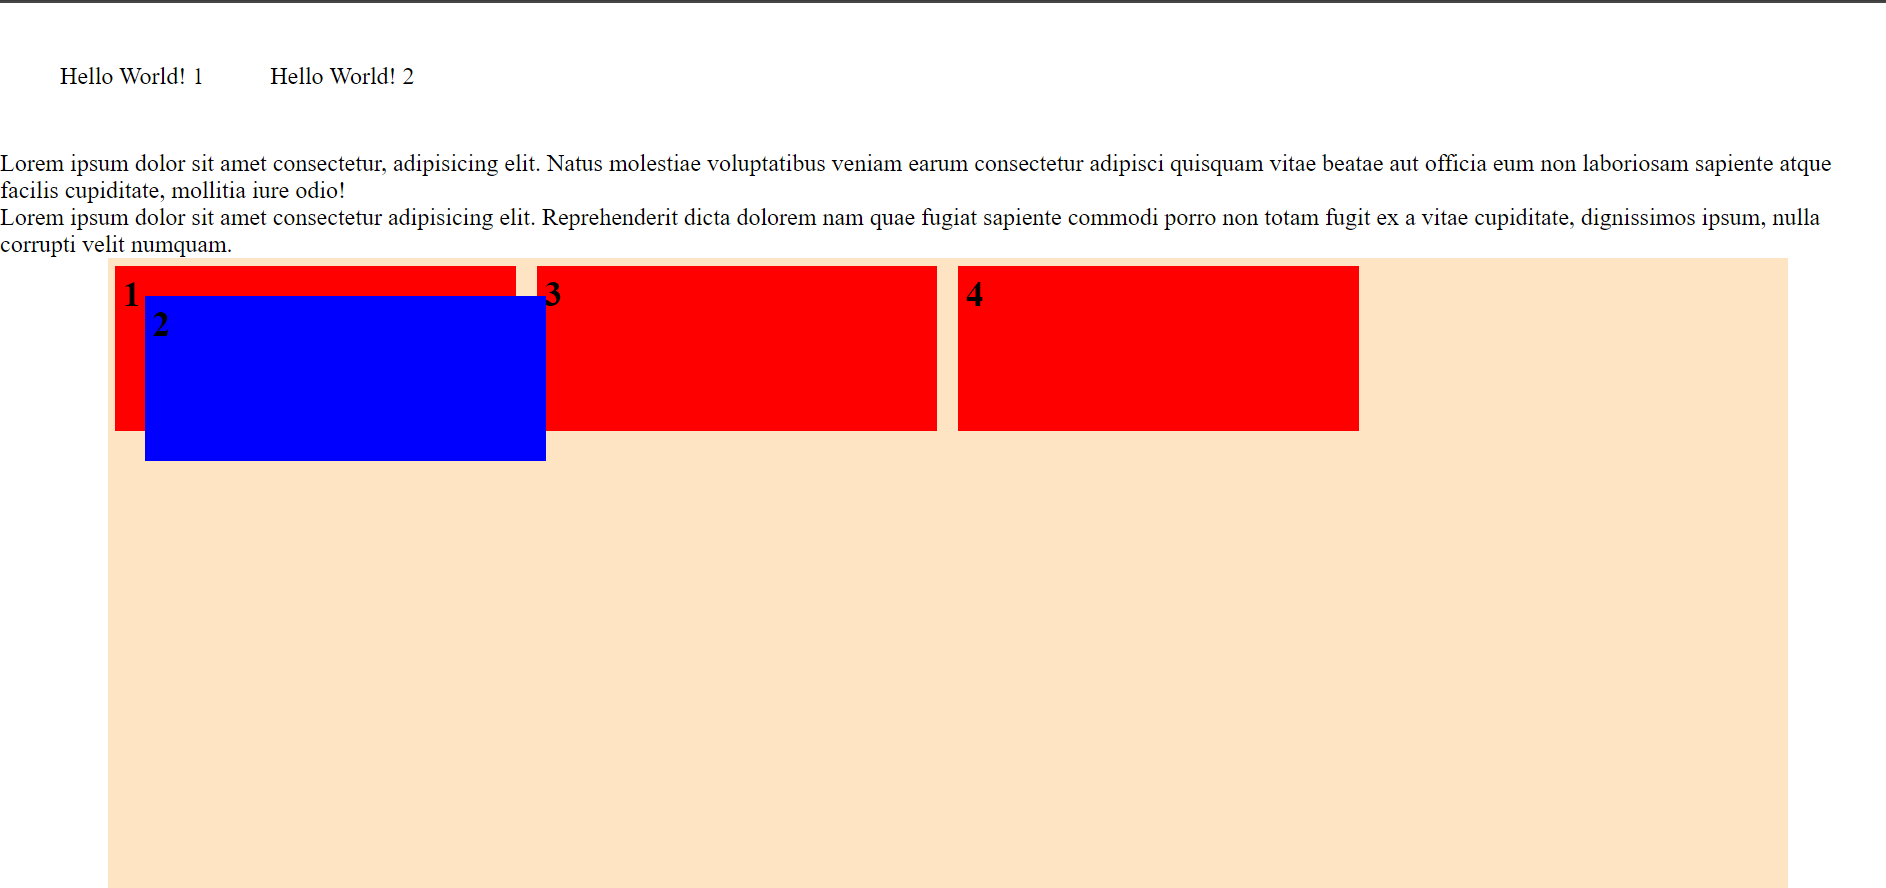 Hello World! 1 Hello World! 2
Lorem ipsum dolor sit amet consectetur, adipisicing elit. Natus molestiae voluptatibus veniam earum consectetur adipisci quisquam vitae beatae aut officia eum non laboriosam sapiente atque
facilis cupiditate, mollitia iure odio!
Lorem ipsum dolor sit amet consectetur adipisicing elit. Reprehenderit dicta dolorem nam quae fugiat sapiente commodi porro non totam fugit ex a vitae cupiditate, dignissimos ipsum, nulla
corrupti velit numquam.
1 3 4
2